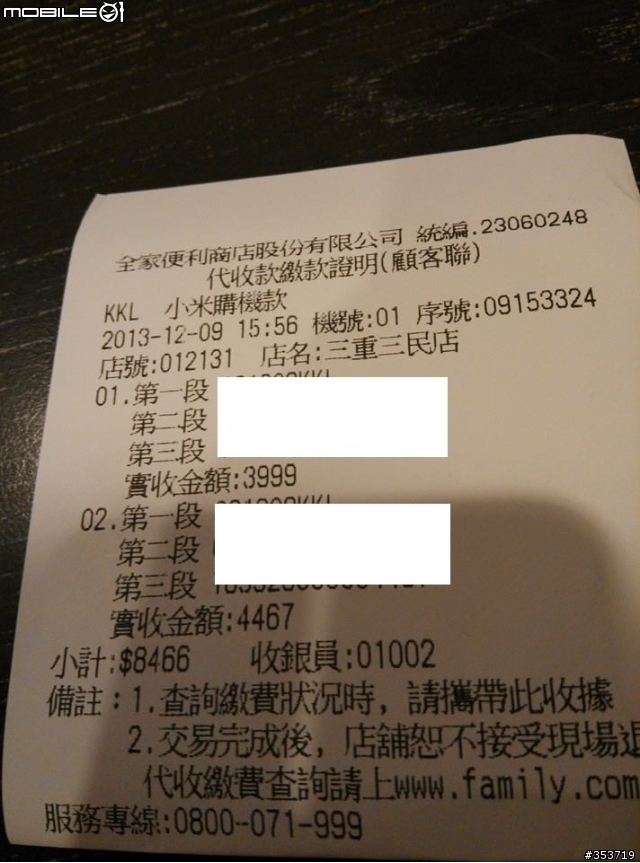 MOBILE01
全家便利商店股份有限公司 統編.23060248
代收款繳款證明(顧客聯)
KKL 小米購機款
2013-12-09 15:56 機號:01 序號:09153324
店號:012131 店名:三重三民店
01.第一段
第二段
第三段
實收金額:3999
02.第一段
第二段
第三段
實收金額:4467
小計:$8466 收銀員:01002
備註:1.查詢繳費狀況時, 請攜帶此收據
2.交易完成後, 店舖恕不接受現場退
代收繳費查詢請上www.family.com
服務專線:0800-071-999
#353719